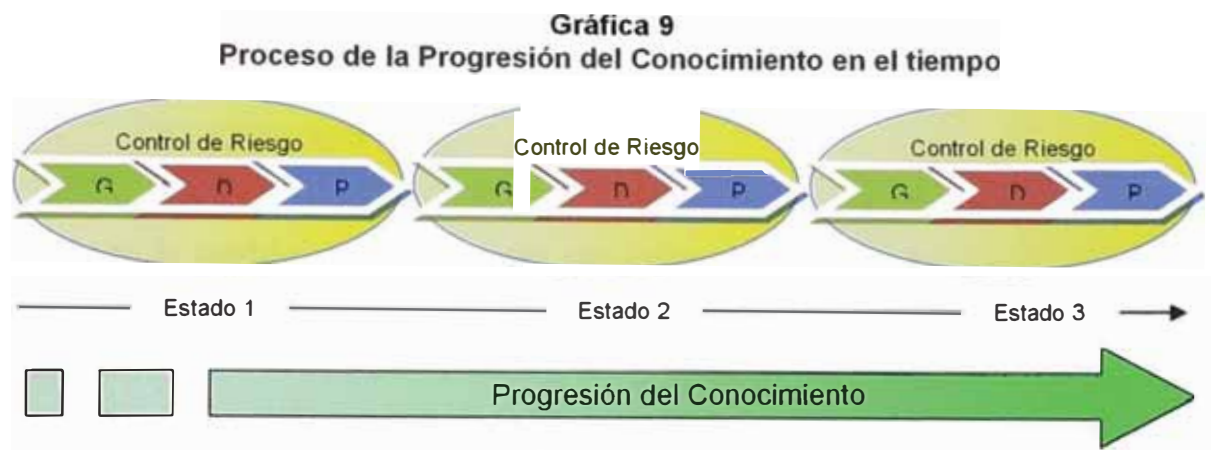 Gráfica 9
Proceso de la Progresión del Conocimiento en el tiempo
Control de Riesgo Control de Riesgo Control de Riesgo
G D P G D P G D P
Estado 1 Estado 2 Estado 3
Progresión del Conocimiento